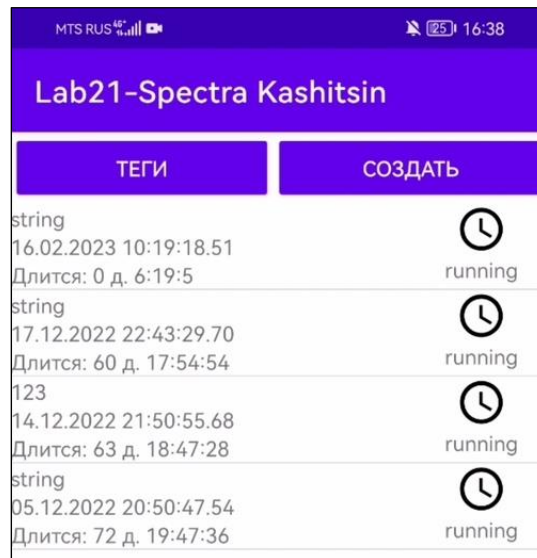 MTS RUS 4G 25 16:38
Lab21-Spectra Kashitsin
ТЕГИ СОЗДАТЬ
string
16.02.2023 10:19:18.51
Длится: 0 д. 6:19:5
running
string
17.12.2022 22:43:29.70
Длится: 60 д. 17:54:54
running
123
14.12.2022 21:50:55.68
Длится: 63 д. 18:47:28
running
string
05.12.2022 20:50:47.54
Длится: 72 д. 19:47:36
running